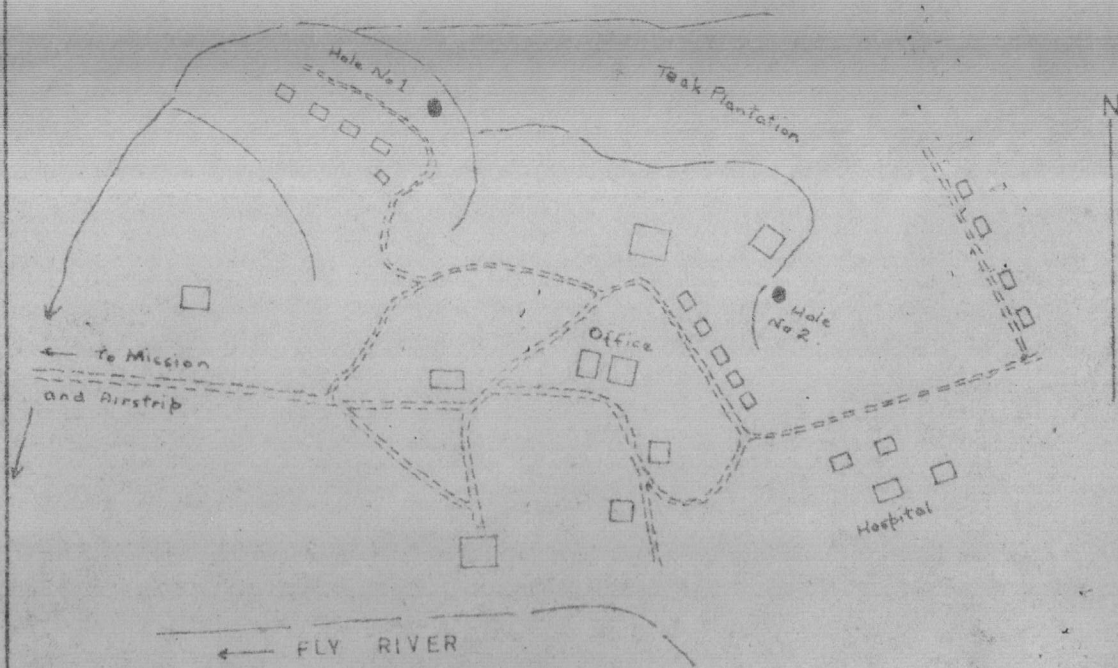 Hole No 1
Teak Plantation
N
Hole
No 2
Office
To Mission
and Airstrip
Hospital
FLY RIVER